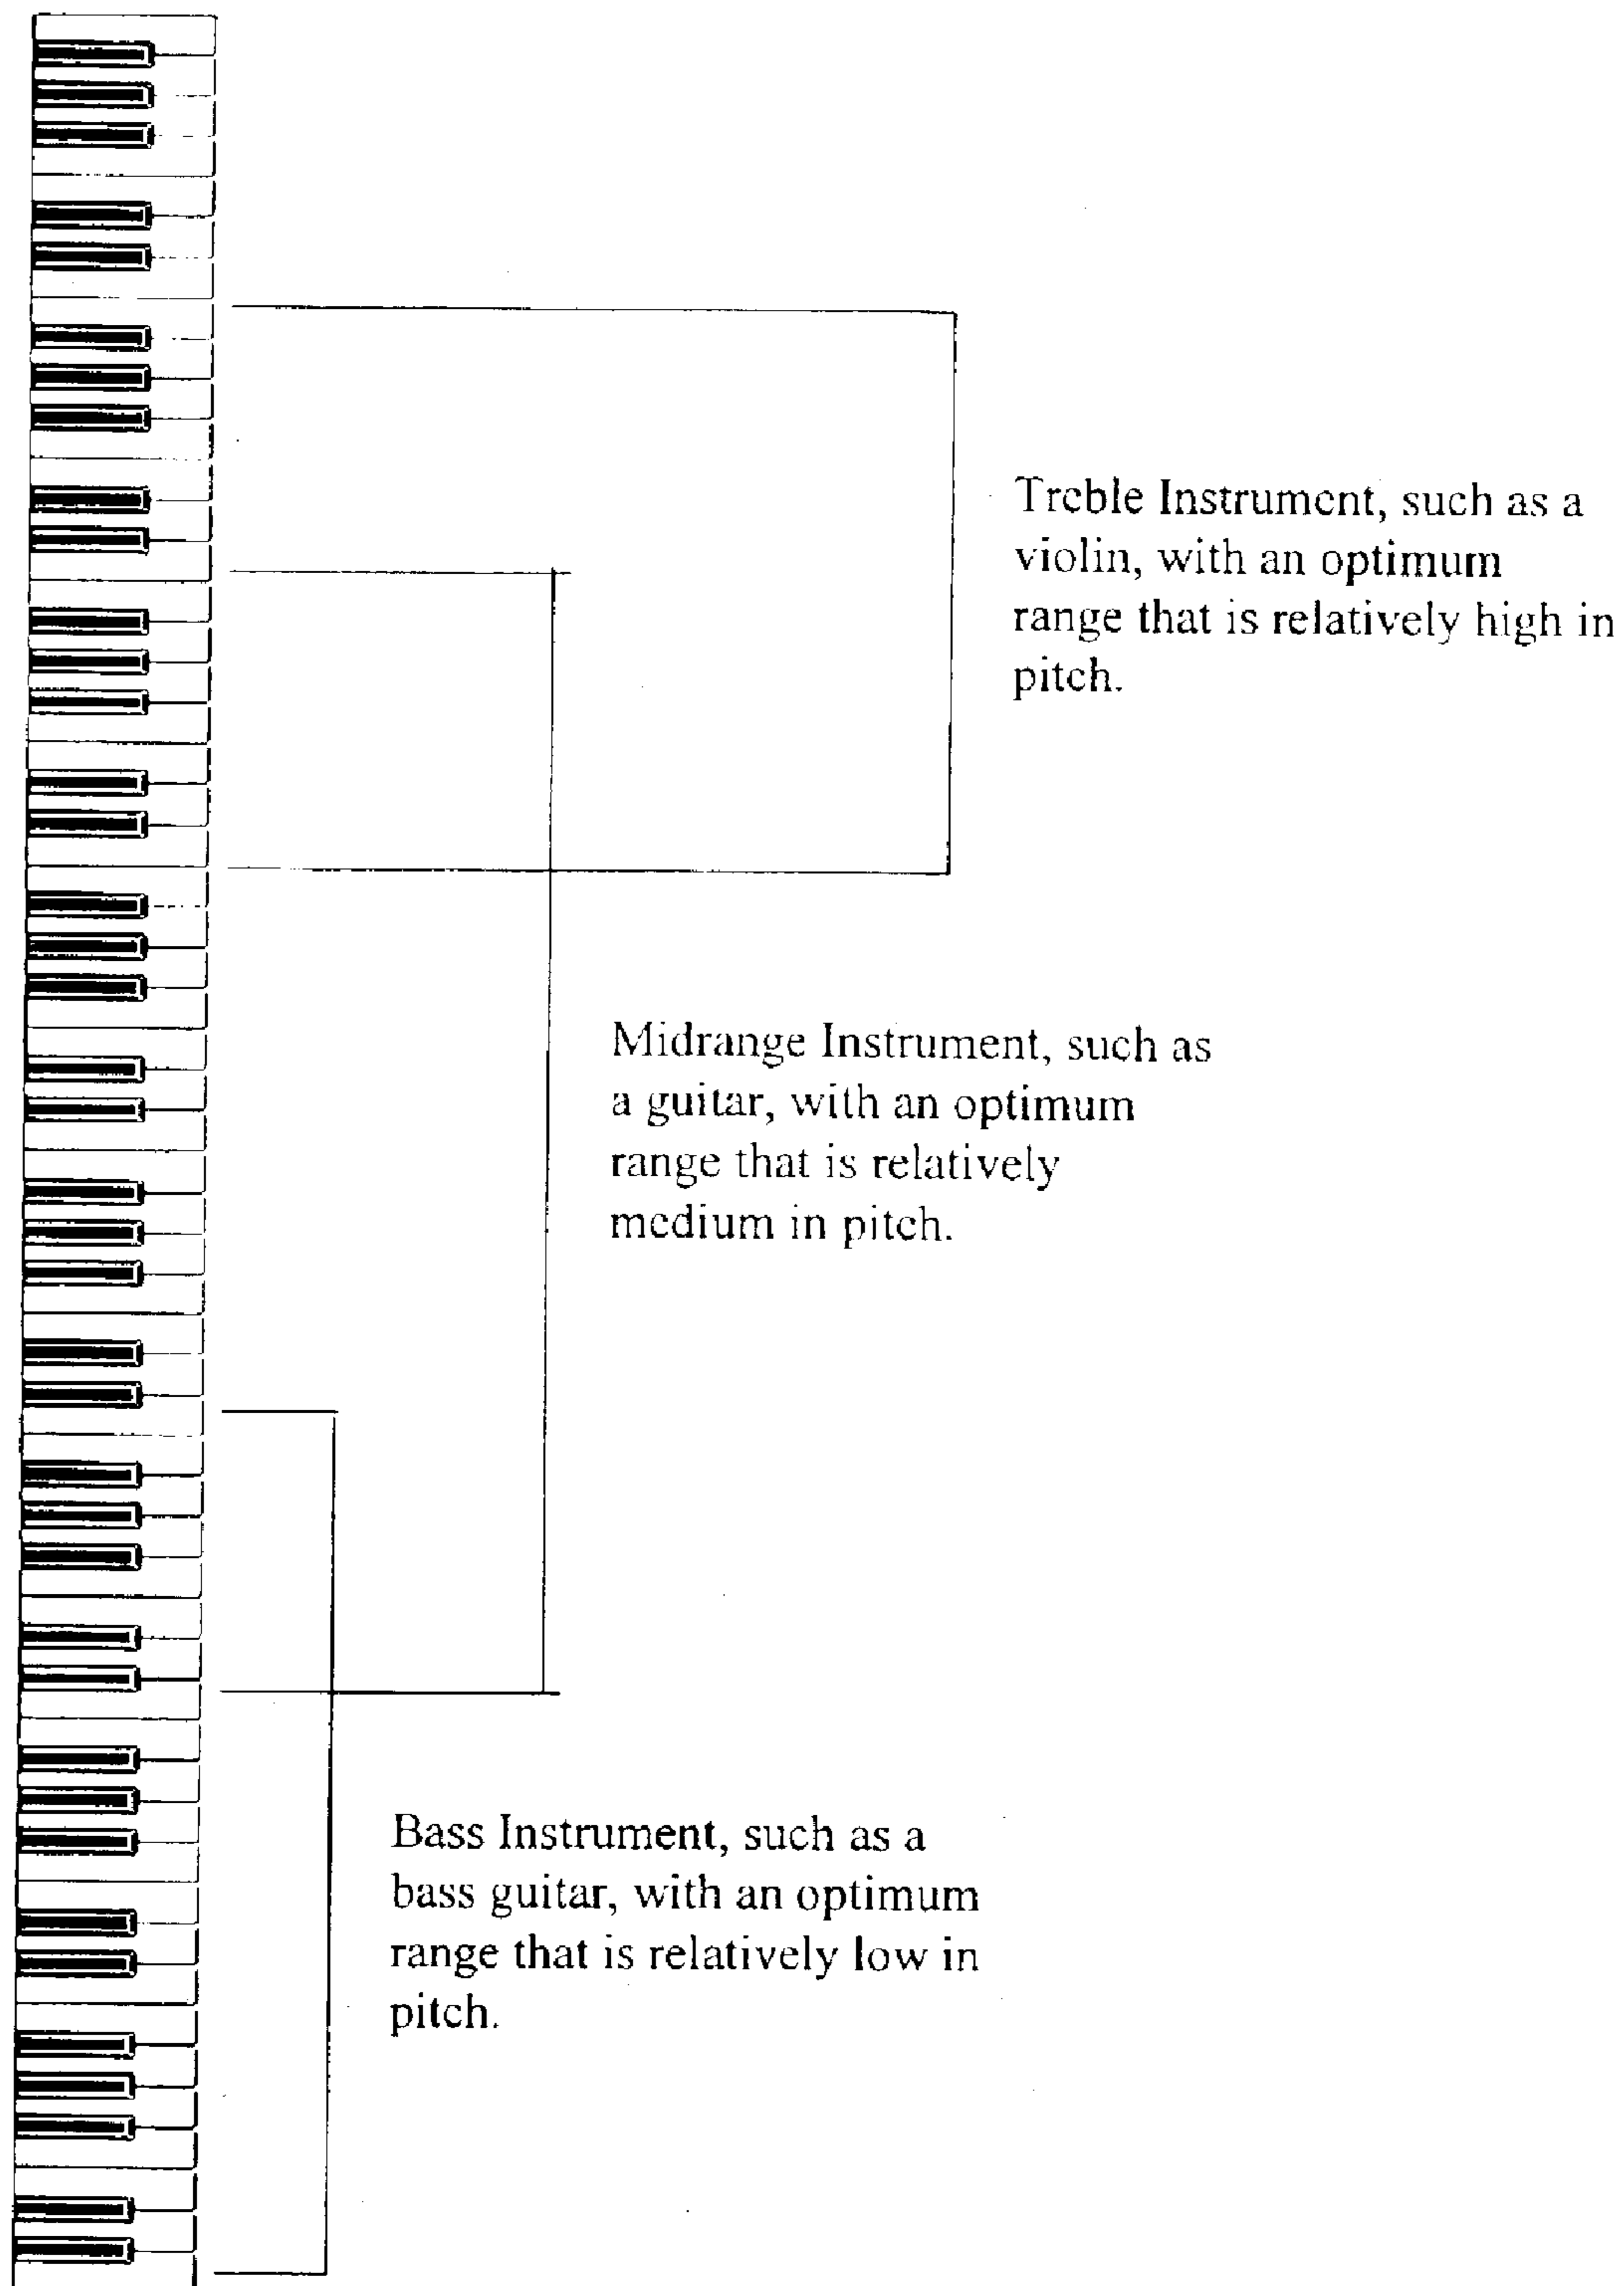 Treble Instrument, such as a
violin, with an optimum
range that is relatively high in
pitch.
Midrange Instrument, such as
a guitar, with an optimum
range that is relatively
medium in pitch.
Bass Instrument, such as a
bass guitar, with an optimum
range that is relatively low in
pitch.